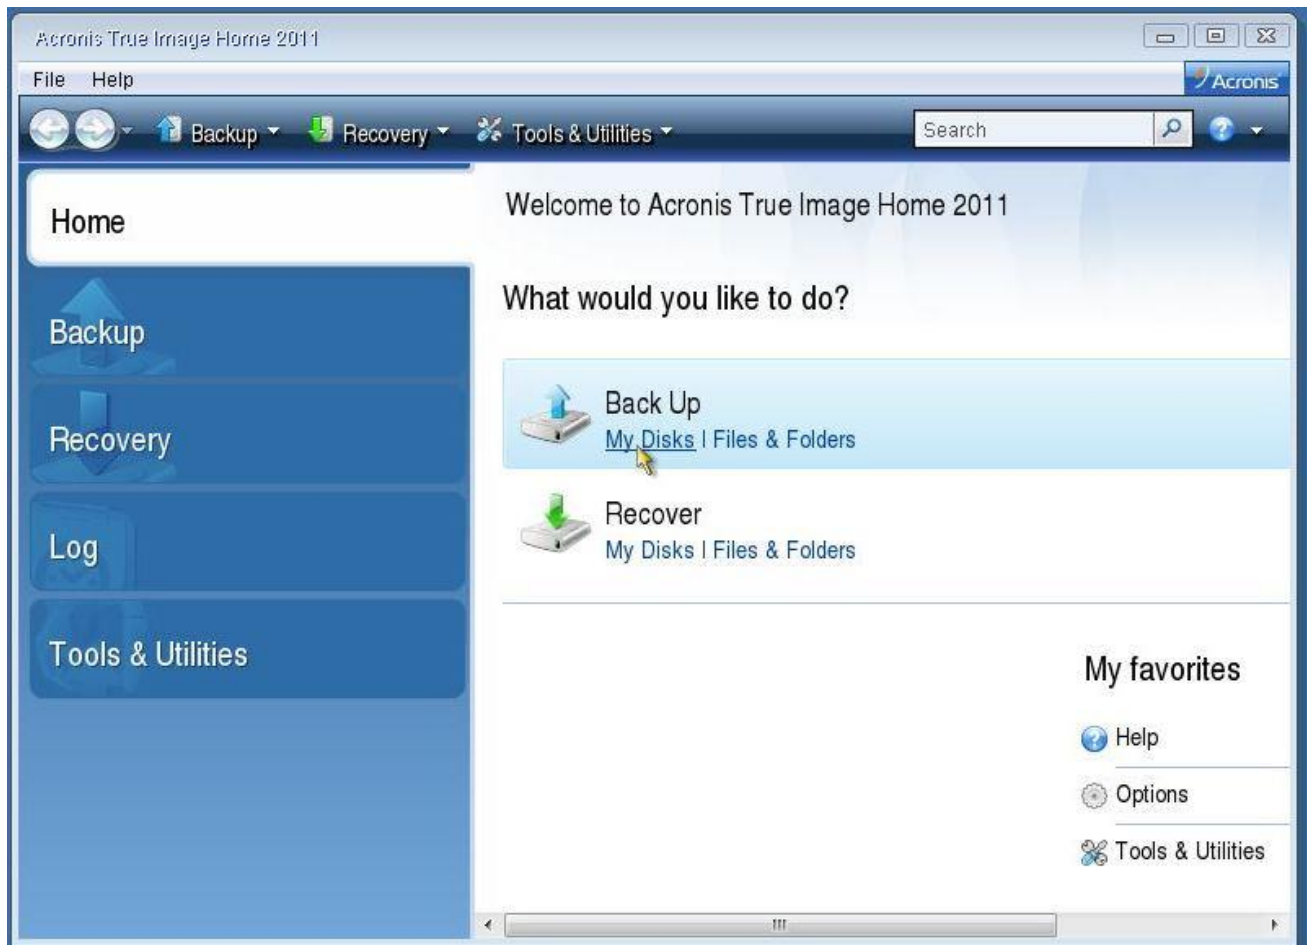 Acronis True Image Home 2011
File Help
Acronis
Backup Recovery Tools & Utilities Search
Home
Backup
Recovery
Log
Tools & Utilities
Welcome to Acronis True Image Home 2011
What would you like to do?
Back Up
My Disks | Files & Folders
Recover
My Disks | Files & Folders
My favorites
Help
Options
Tools & Utilities